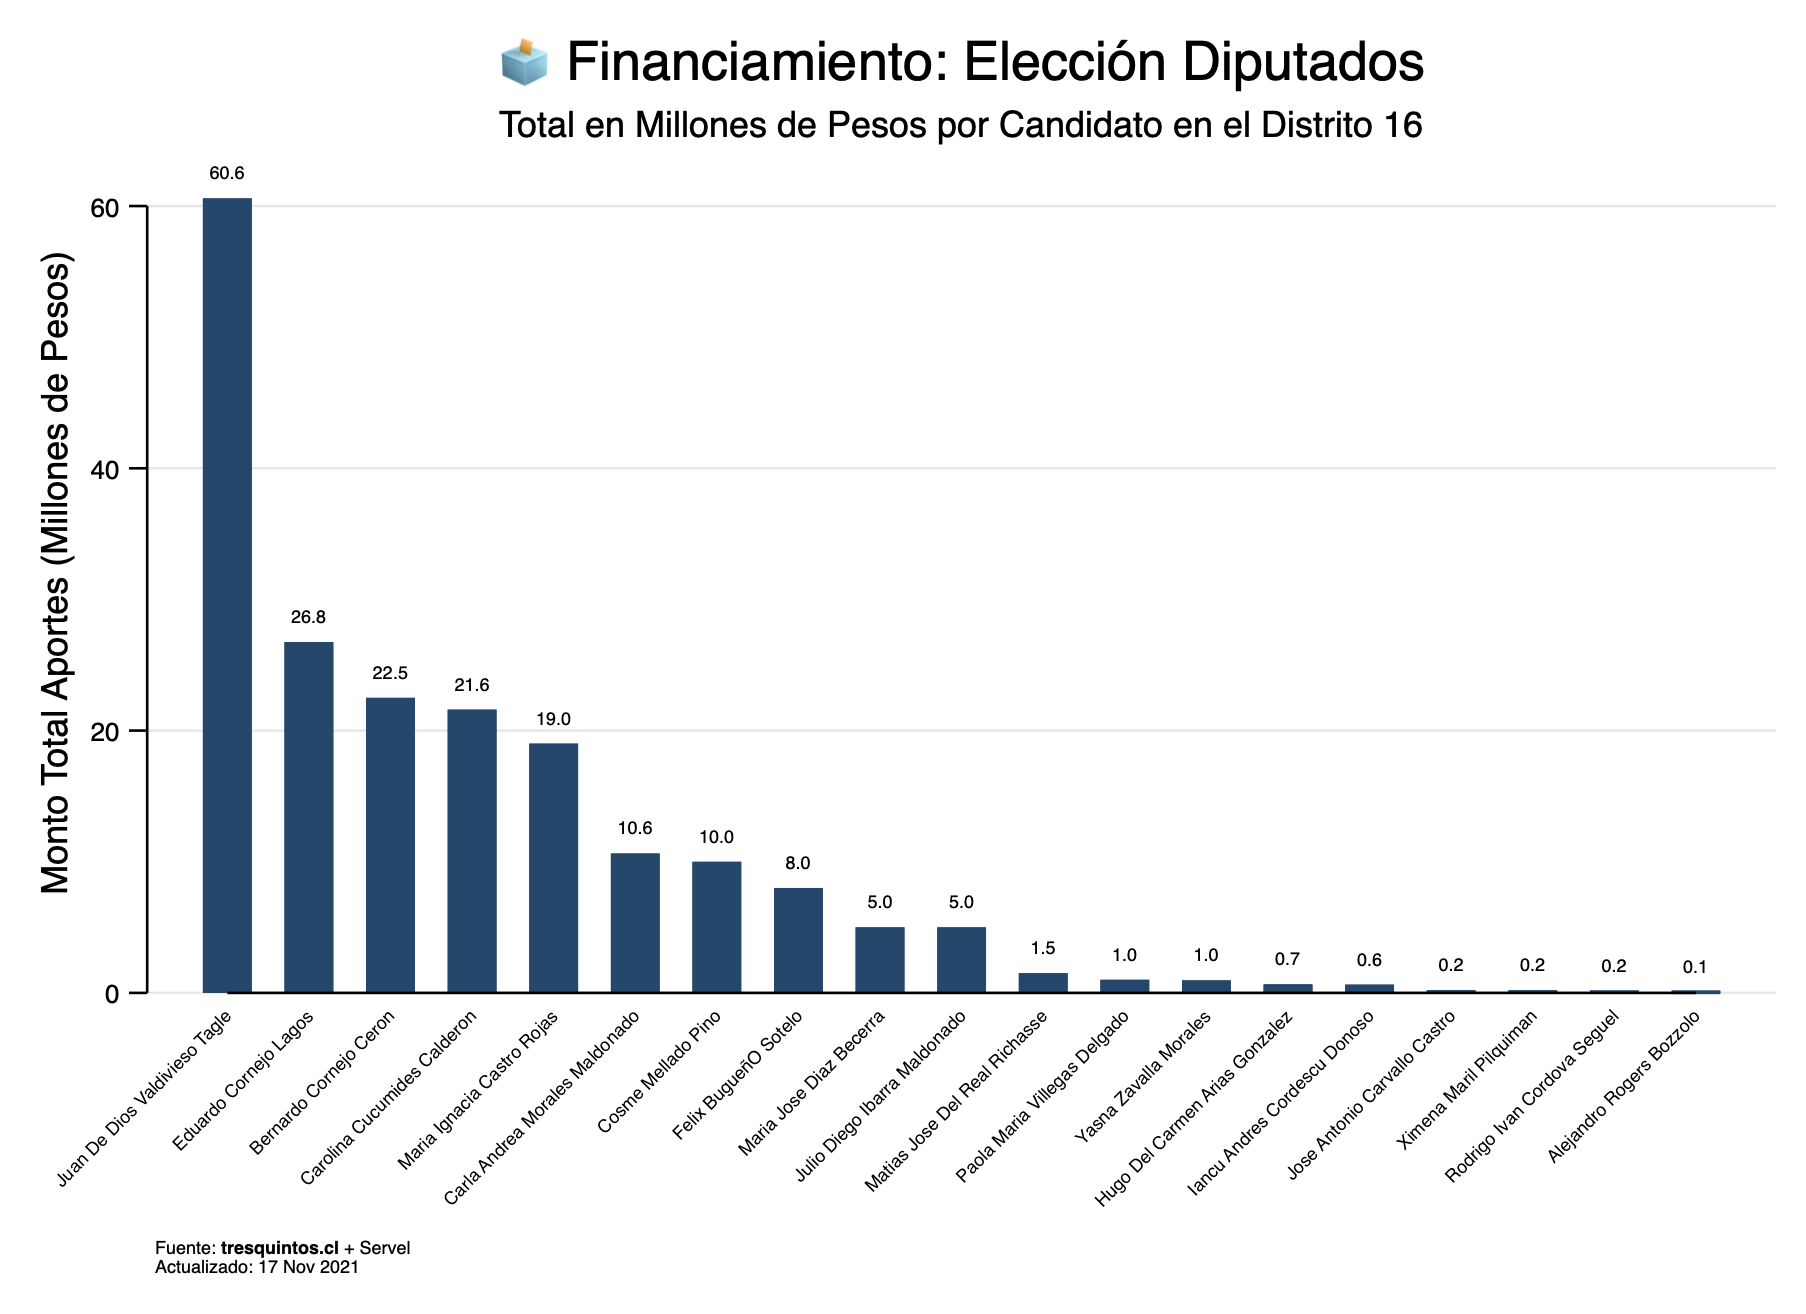 Financiamiento: Elección Diputados
Total en Millones de Pesos por Candidato en el Distrito 16
Monto Total Aportes (Millones de Pesos)
60
40
20
0
60.6
26.8
22.5
21.6
19.0
10.6
10.0
8.0
5.0
5.0
1.5
1.0
1.0
0.7
0.6
0.2
0.2
0.2
0.1
Juan De Dios Valdivieso Tagle
Eduardo Cornejo Lagos
Bernardo Cornejo Ceron
Carolina Cucumides Calderon
Maria Ignacia Castro Rojas
Carla Andrea Morales Maldonado
Cosme Mellado Pino
Felix BugueñO Sotelo
Maria Jose Diaz Becerra
Julio Diego Ibarra Maldonado
Matias Jose Del Real Richasse
Paola Maria Villegas Delgado
Yasna Zavalla Morales
Hugo Del Carmen Arias Gonzalez
Iancu Andres Cordescu Donoso
Jose Antonio Carvallo Castro
Ximena Maril Pilquiman
Rodrigo Ivan Cordova Seguel
Alejandro Rogers Bozzolo
Fuente: tresquintos.cl + Servel
Actualizado: 17 Nov 2021